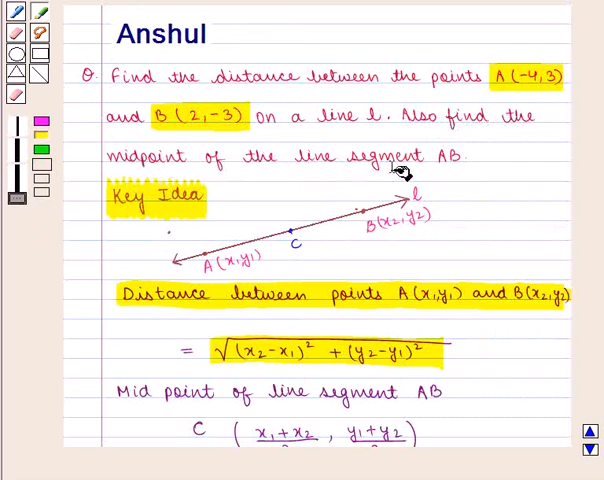 Anshul
Q. Find the distance between the points A(-4,3)
and B(2,-3) on a line l. Also find the
midpoint of the line segment AB.
Key Idea
l
B(x2,y2)
C
A(x1,y1)
Distance between points A(x1,y1) and B(x2,y2)
= √(x2-x1)² + (y2-y1)²
Mid point of line segment AB
C (x1+x2/2, y1+y2/2)